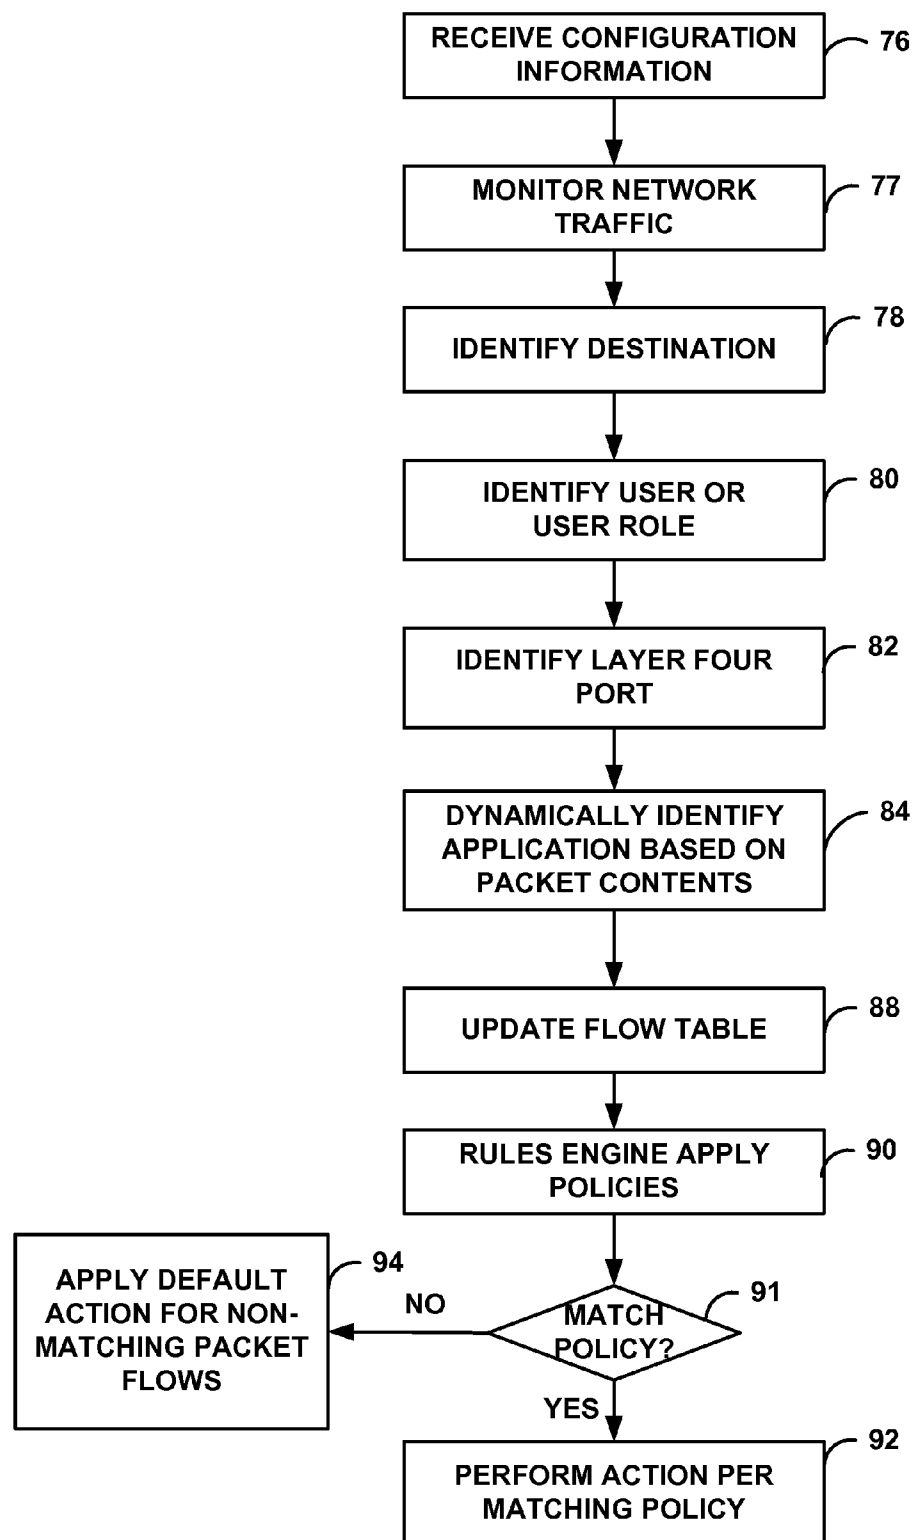 RECEIVE CONFIGURATION
INFORMATION
76
MONITOR NETWORK
TRAFFIC
77
IDENTIFY DESTINATION
78
IDENTIFY USER OR
USER ROLE
80
IDENTIFY LAYER FOUR
PORT
82
DYNAMICALLY IDENTIFY
APPLICATION BASED ON
PACKET CONTENTS
84
UPDATE FLOW TABLE
88
RULES ENGINE APPLY
POLICIES
90
MATCH
POLICY?
91
NO
APPLY DEFAULT
ACTION FOR NON-
MATCHING PACKET
FLOWS
94
YES
PERFORM ACTION PER
MATCHING POLICY
92